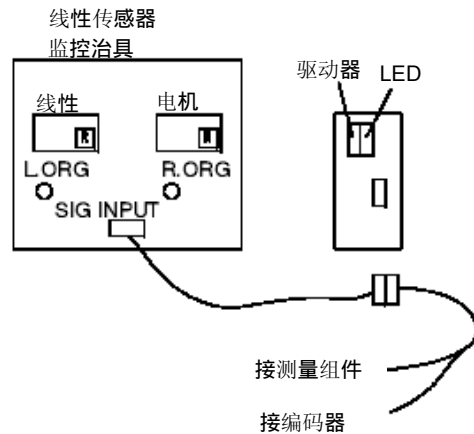 线性传感器
监控治具
驱动器 LED
线性 电机
L.ORG R.ORG
SIG INPUT
接测量组件
接编码器